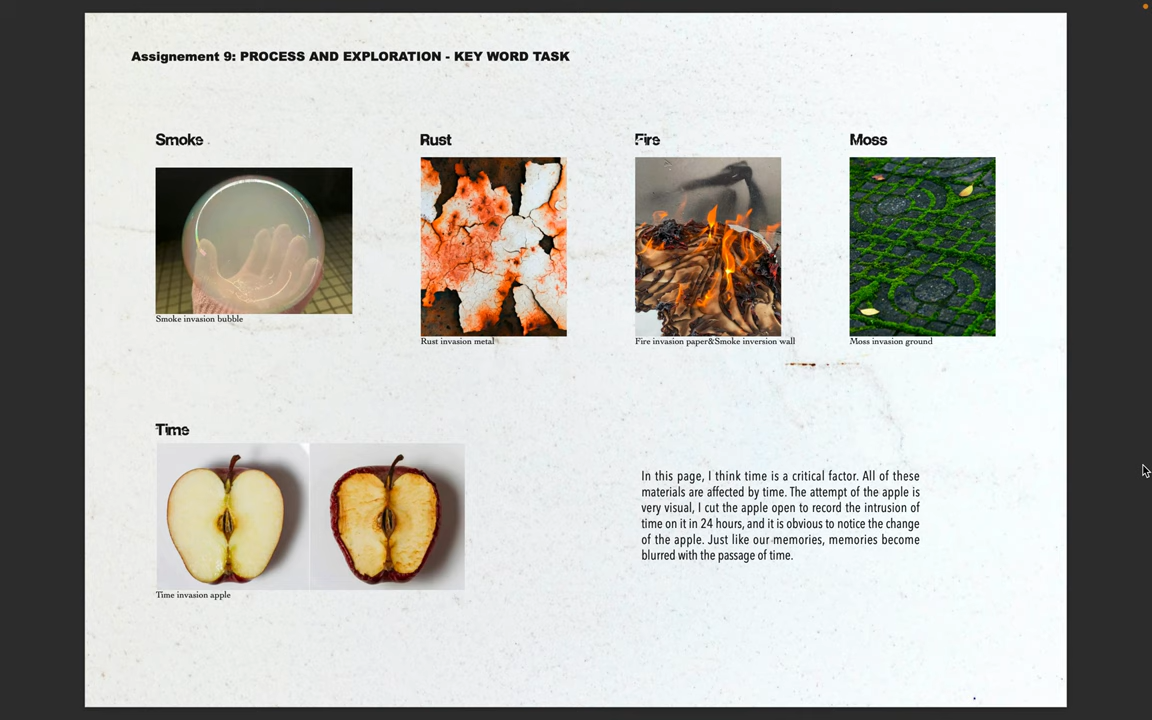 Assignement 9: PROCESS AND EXPLORATION - KEY WORD TASK
Smoke
Rust
Fire
Moss
Smoke invasion bubble
Rust invasion metal
Fire invasion paper&Smoke inversion wall
Moss invasion ground
Time
Time invasion apple
In this page, I think time is a critical factor. All of these
materials are affected by time. The attempt of the apple is
very visual, I cut the apple open to record the intrusion of
time on it in 24 hours, and it is obvious to notice the change
of the apple. Just like our memories, memories become
blurred with the passage of time.